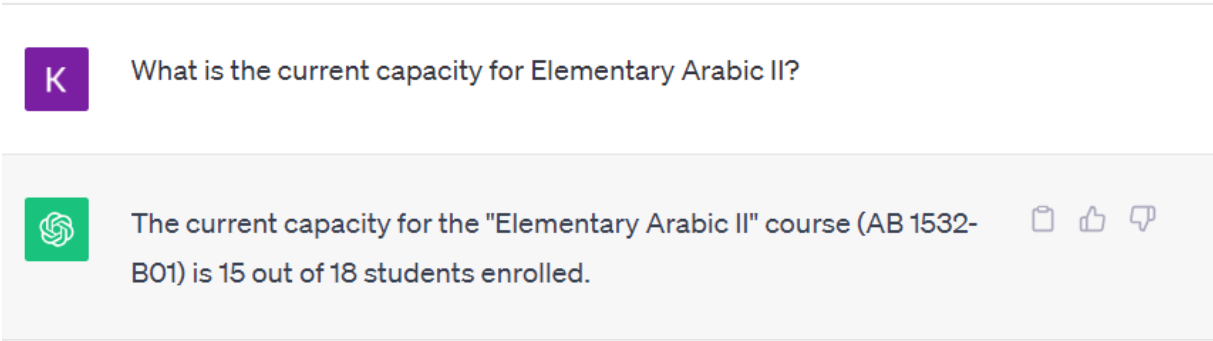 K
What is the current capacity for Elementary Arabic II?
The current capacity for the "Elementary Arabic II" course (AB 1532-
B01) is 15 out of 18 students enrolled.